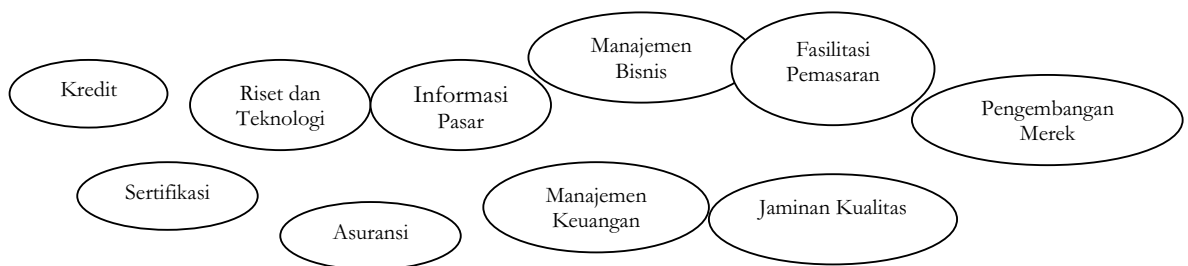 Kredit
Riset dan
Teknologi
Informasi
Pasar
Manajemen
Bisnis
Fasilitasi
Pemasaran
Pengembangan
Merek
Sertifikasi
Asuransi
Manajemen
Keuangan
Jaminan Kualitas